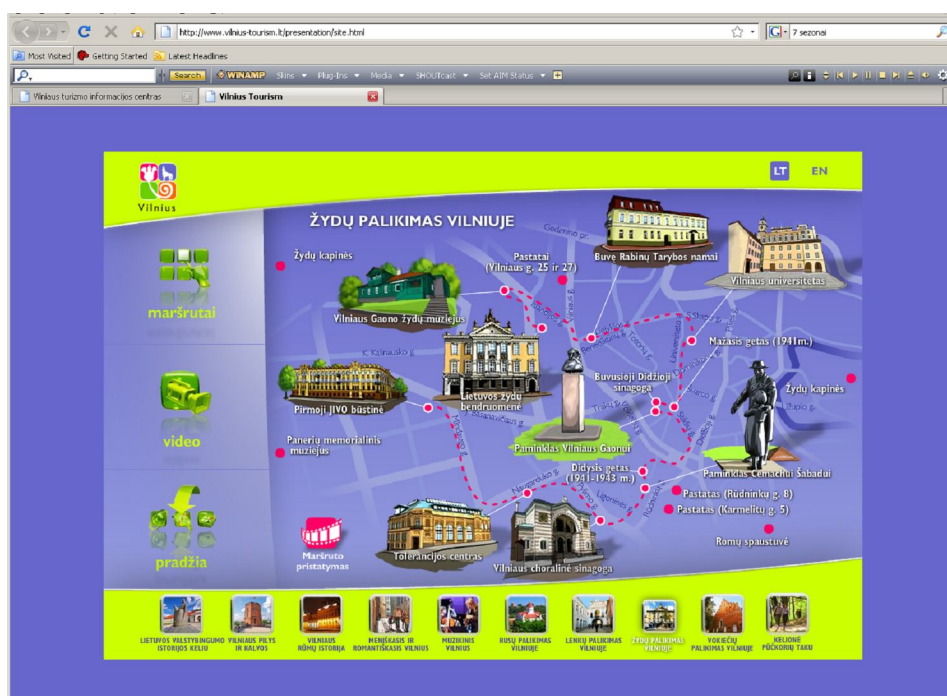 http://www.vilnius-tourism.lt/presentation/site.html
7 sezonai
Most Visited
Getting Started
Latest Headlines
Search
WINAMP
Skins
Plug-Ins
Media
SHOUTcast
Set AIM Status
Vilniaus turizmo informacijos centras
Vilnius Tourism
Vilnius
LT
EN
ŽYDŲ PALIKIMAS VILNIUJE
Žydų kapinės
Pastatai
(Vilniaus g. 25 ir 27)
Gedimino pr.
Buvę Rabinų Tarybos namai
Vilniaus universitetas
maršrutai
Vilniaus Gaono žydų muziejus
Mažasis getas (1941m.)
Buvusioji Didžioji
sinagoga
Žydų kapinės
Pirmoji JIVO būstinė
Lietuvos žydų
bendruomenė
video
Panerių memorialinis
muziejus
Paminklas Vilniaus Gaonui
Didysis getas
(1941-1943 m.)
Paminklas Cemachui Šabadui
Pastatas (Rūdninkų g. 8)
Pastatas (Karmelitų g. 5)
Romų spaustuvė
pradžia
Maršruto
pristatymas
Tolerancijos centras
Vilniaus choralinė sinagoga
LIETUVOS VALSTYBINGUMO
ISTORIJOS KELIU
VILNIAUS PILYS
IR KALVOS
VILNIAUS
RŪMŲ ISTORIJA
MENIŠKASIS IR
ROMANTIŠKASIS VILNIUS
MUZIKINIS
VILNIUS
RUSŲ PALIKIMAS
VILNIUJE
LENKŲ PALIKIMAS
VILNIUJE
ŽYDŲ PALIKIMAS
VILNIUJE
VOKIEČIŲ
PALIKIMAS VILNIUJE
KELIONĖ
PŪČKORIŲ TAKU